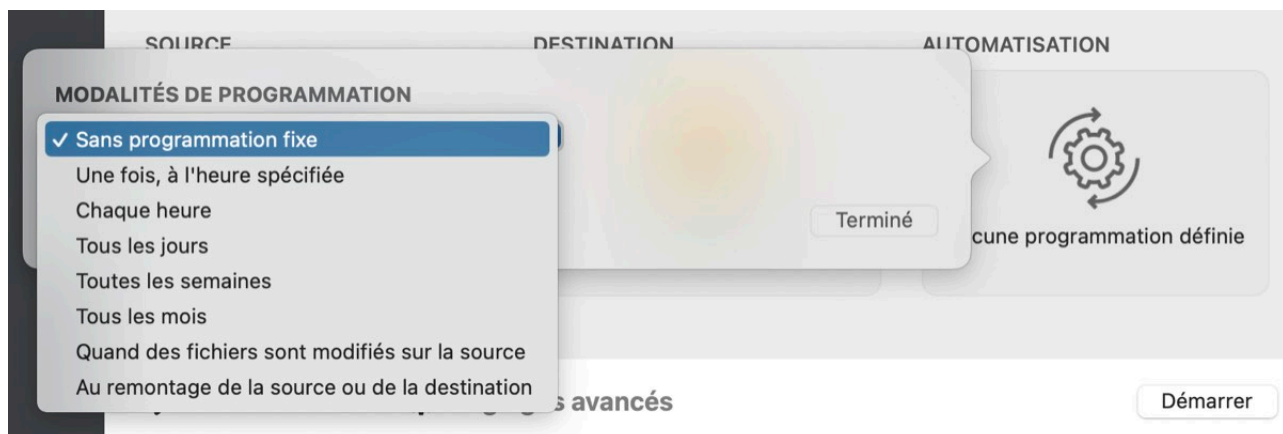 SOURCE
DESTINATION
AUTOMATISATION
MODALITÉS DE PROGRAMMATION
✓ Sans programmation fixe
Une fois, à l'heure spécifiée
Chaque heure
Tous les jours
Toutes les semaines
Tous les mois
Quand des fichiers sont modifiés sur la source
Au remontage de la source ou de la destination
Terminé
cune programmation définie
avancés
Démarrer